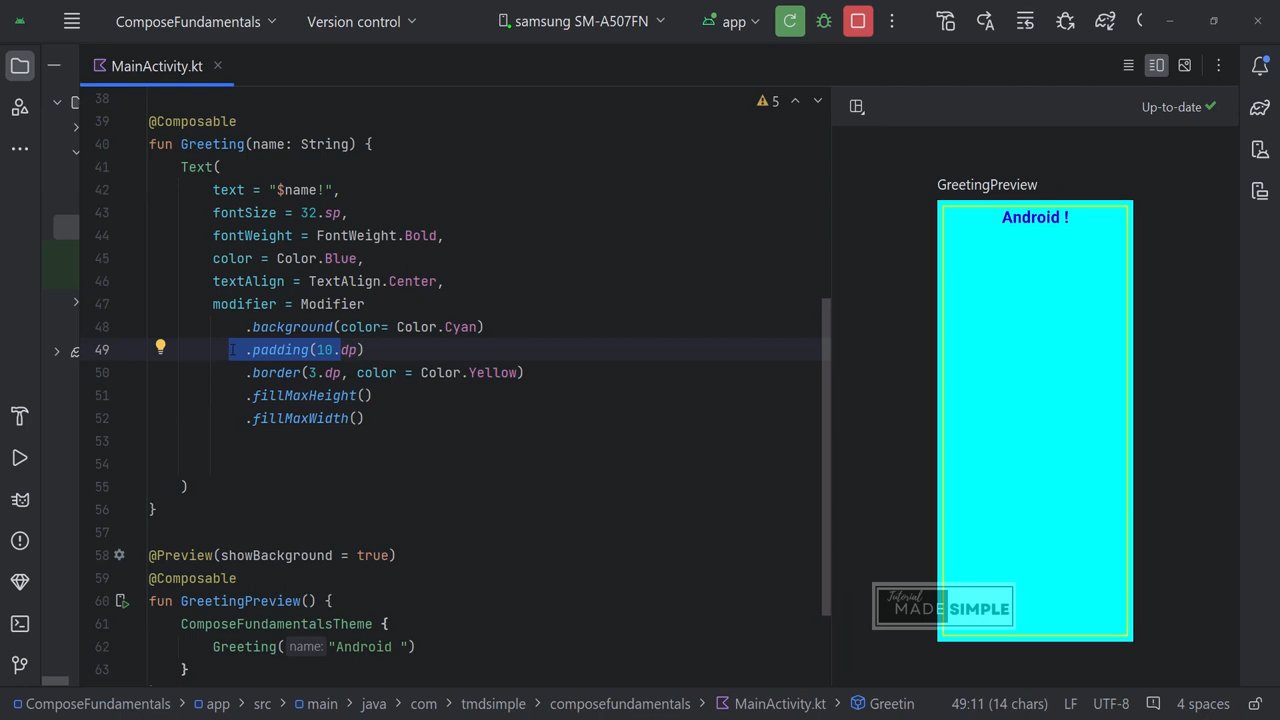 ComposeFundamentals
Version control
samsung SM-A507FN
app
MainActivity.kt
5
Up-to-date
38
39 @Composable
40 fun Greeting(name: String) {
41 Text(
42 text = "$name!",
43 fontSize = 32.sp,
44 fontWeight = FontWeight.Bold,
45 color = Color.Blue,
46 textAlign = TextAlign.Center,
47 modifier = Modifier
48 .background(color= Color.Cyan)
49 .padding(10.dp)
50 .border(3.dp, color = Color.Yellow)
51 .fillMaxHeight()
52 .fillMaxWidth()
53
54
55 )
56 }
57
58 @Preview(showBackground = true)
59 @Composable
60 fun GreetingPreview() {
61 ComposeFundamentalsTheme {
62 Greeting( name: "Android ")
63 }
GreetingPreview
Android !
Tutorial
MADE SIMPLE
ComposeFundamentals > app > src > main > java > com > tmdsimple > composefundamentals > MainActivity.kt > Greetin
49:11 (14 chars) LF UTF-8 4 spaces